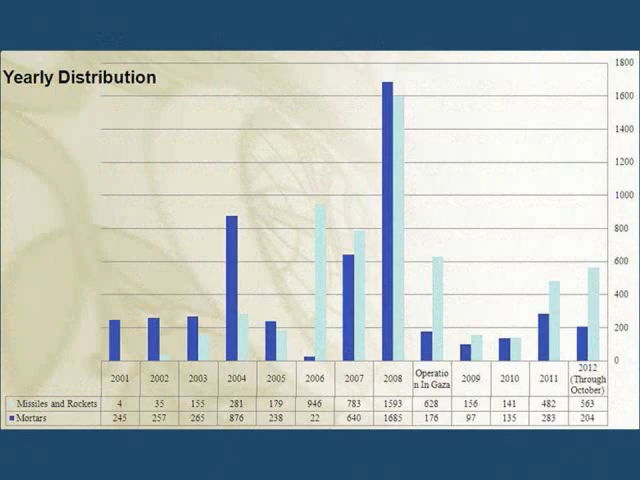 Yearly Distribution
1800
1600
1400
1200
1000
800
600
400
200
0
2001 2002 2003 2004 2005 2006 2007 2008 Operatio n In Gaza 2009 2010 2011 2012 (Through October)
Missiles and Rockets 4 35 155 281 179 946 783 1593 628 156 141 482 563
Mortars 245 257 265 876 238 22 640 1685 176 97 135 283 204